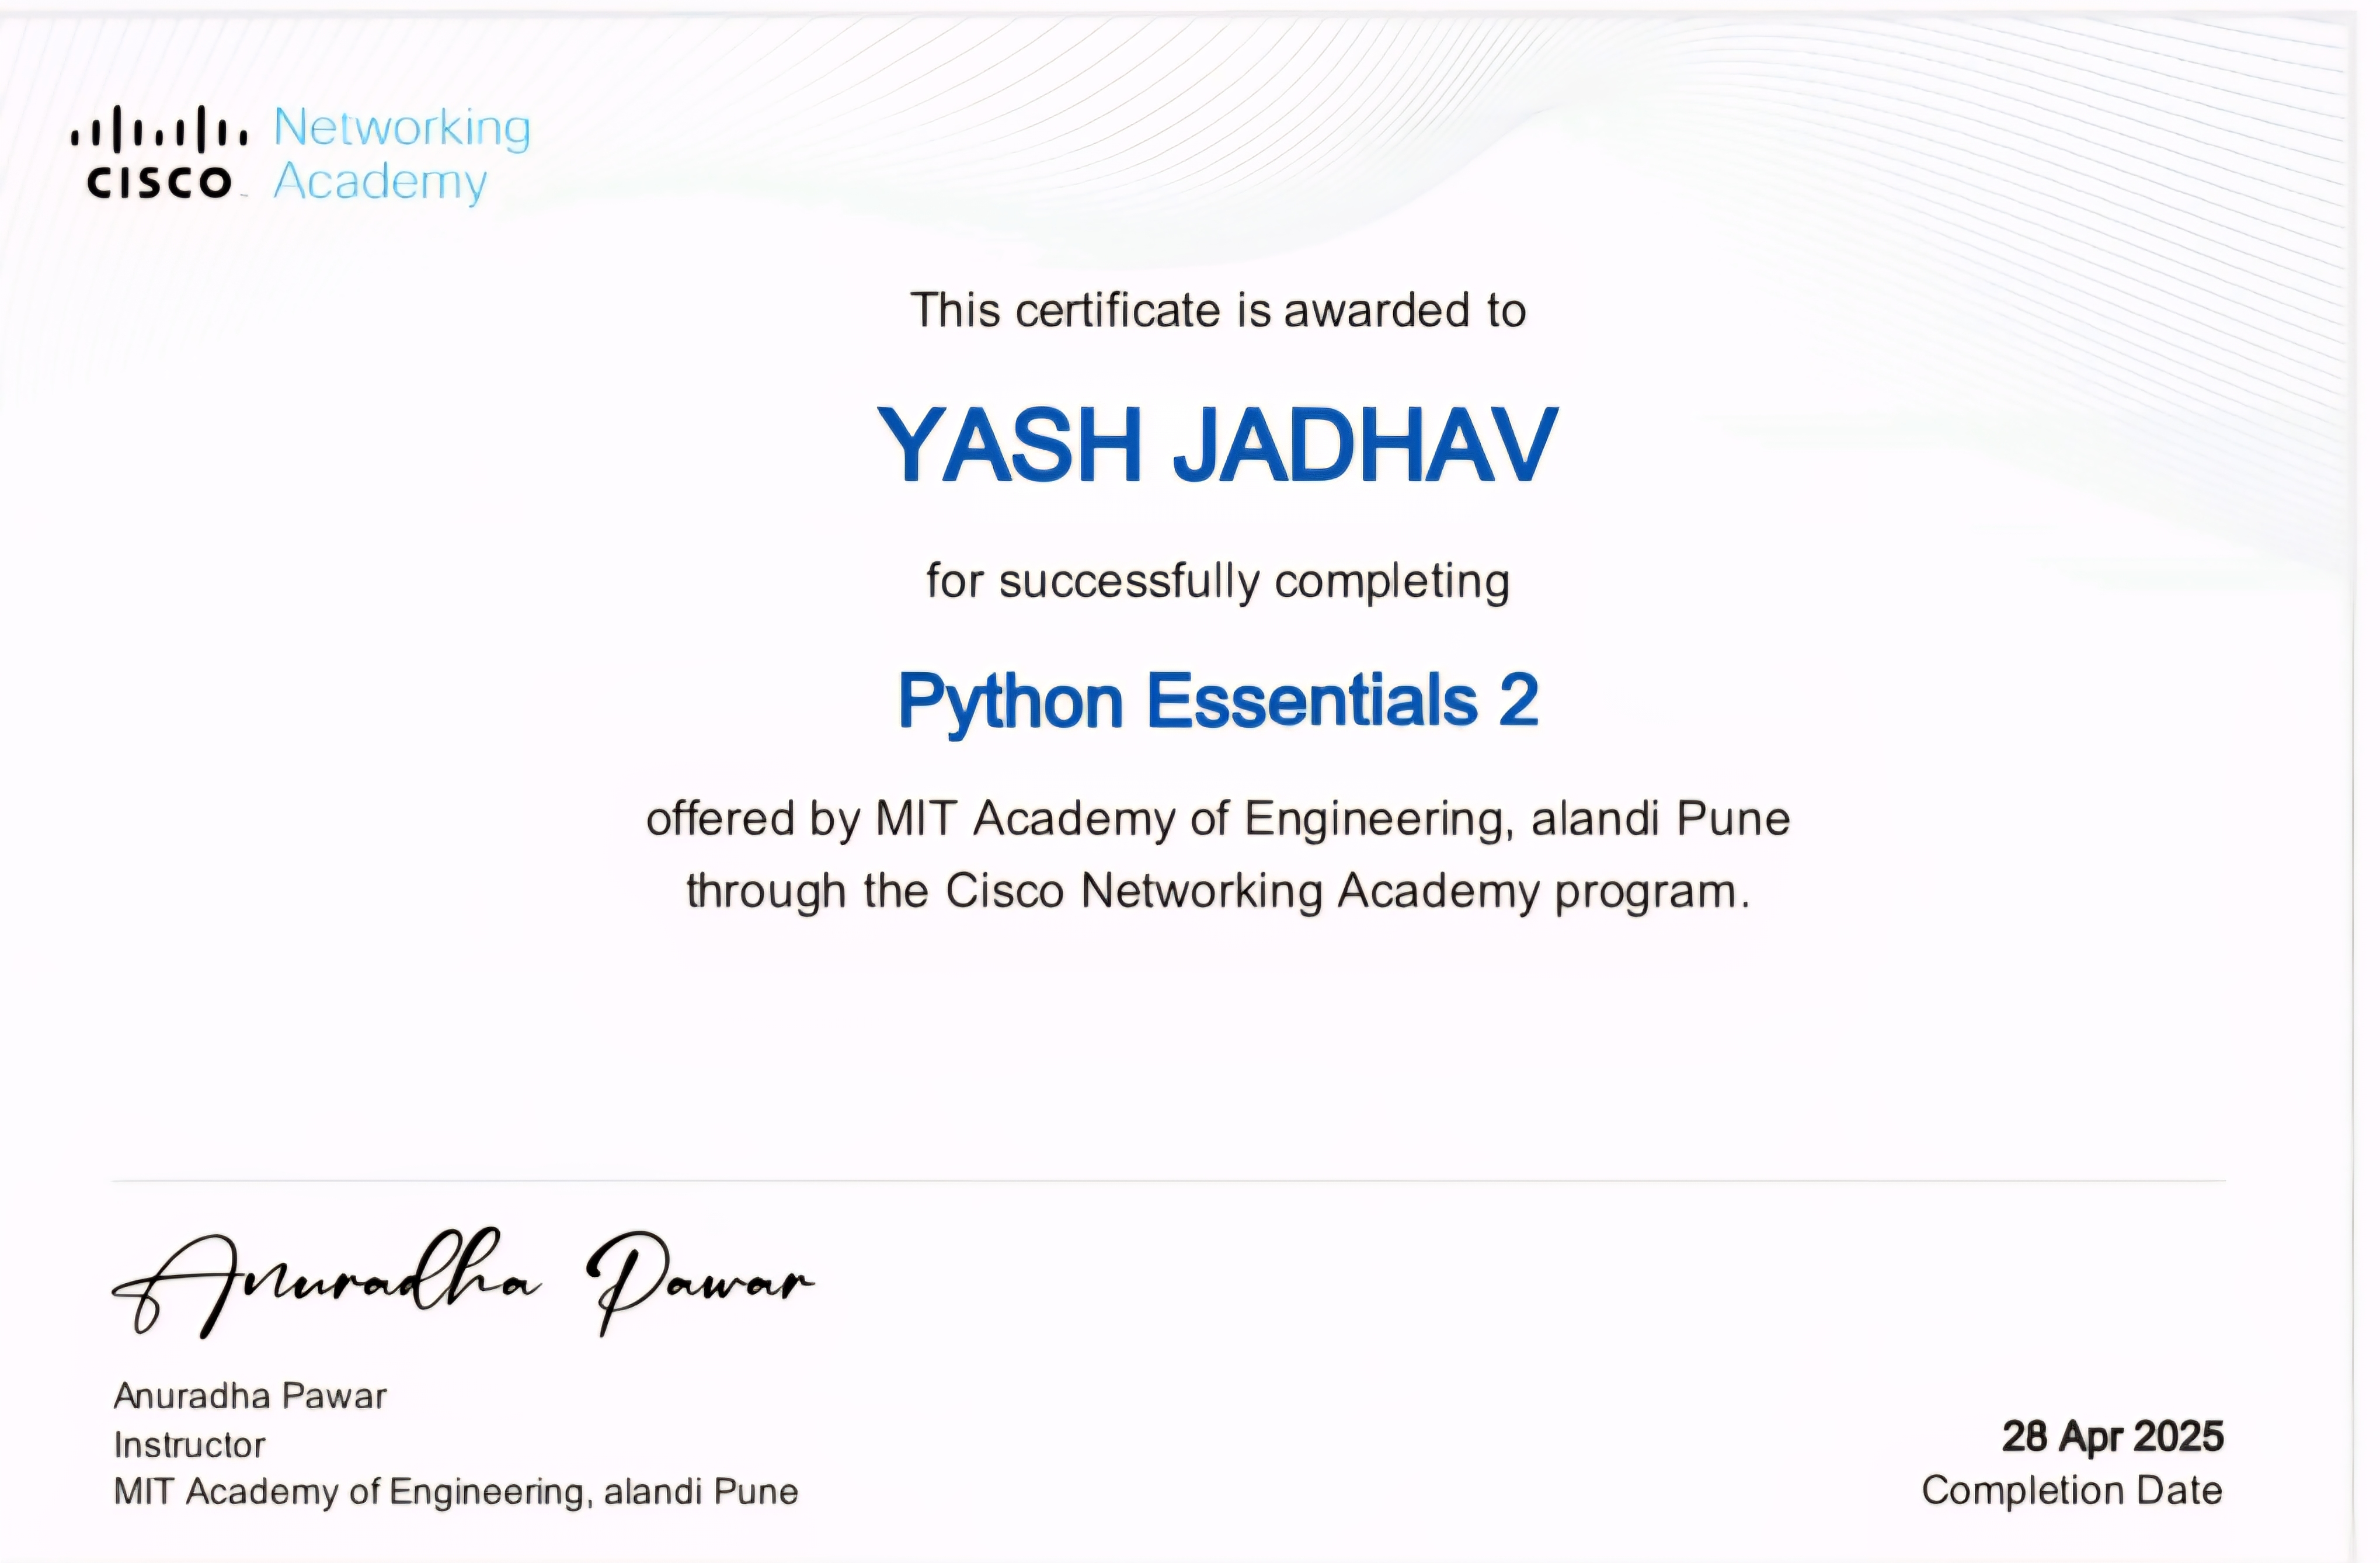 CISCO
Networking
Academy
This certificate is awarded to
YASH JADHAV
for successfully completing
Python Essentials 2
offered by MIT Academy of Engineering, alandi Pune
through the Cisco Networking Academy program.
Anuradha Pawar
Anuradha Pawar
Instructor
MIT Academy of Engineering, alandi Pune
28 Apr 2025
Completion Date